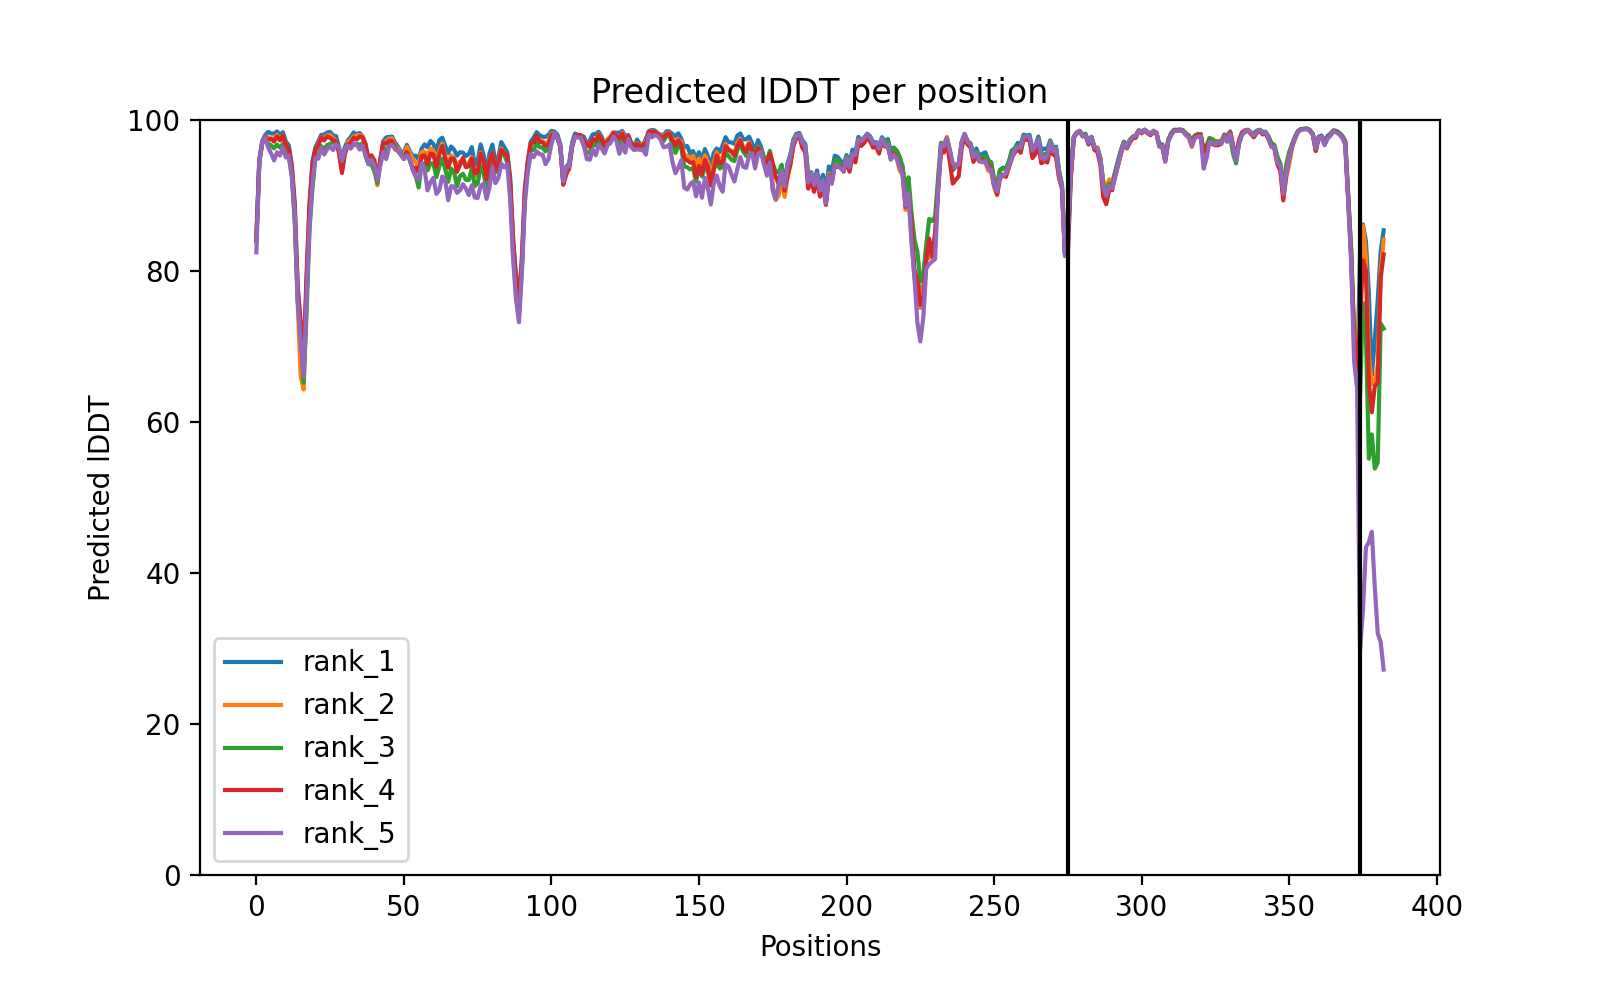 Predicted lDDT per position
100
80
60
40
20
0
Predicted lDDT
rank_1
rank_2
rank_3
rank_4
rank_5
0 50 100 150 200 250 300 350 400
Positions